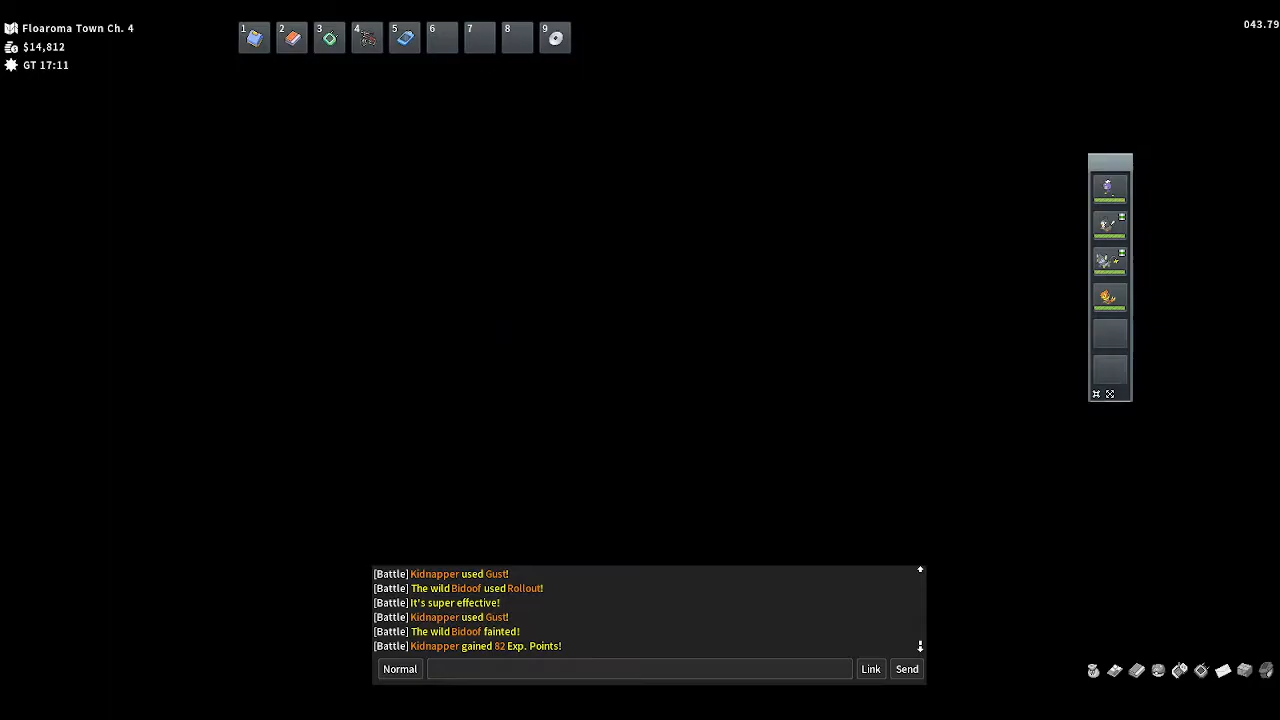 Floaroma Town Ch. 4
$14,812
GT 17:11
1 2 3 4 5 6 7 8 9
043.79
[Battle] Kidnapper used Gust!
[Battle] The wild Bidoof used Rollout!
[Battle] It's super effective!
[Battle] Kidnapper used Gust!
[Battle] The wild Bidoof fainted!
[Battle] Kidnapper gained 82 Exp. Points!
Normal Link Send